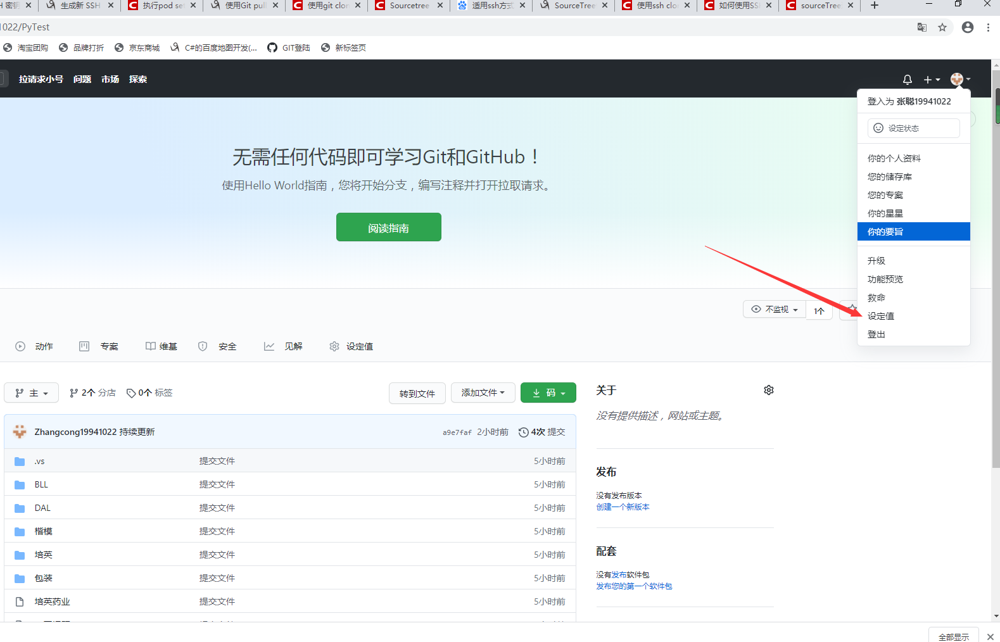 H 密钥
生成新 SSH
执行pod se
使用Git pull
使用git clon
Sourcetree
适用ssh方式
SourceTree
使用ssh clo
如何使用SS
sourceTree
1022/PyTest
淘宝团购
品牌打折
京东商城
C#的百度地图开发(...
GIT登陆
新标签页
拉请求小号 问题 市场 探索
登入为 张聪19941022
设定状态
你的个人资料
您的储存库
您的专案
你的星星
你的要旨
升级
功能预览
救命
设定值
登出
无需任何代码即可学习Git和GitHub！
使用Hello World指南，您将开始分支，编写注释并打开拉取请求。
阅读指南
不监视
1个
动作 专案 维基 安全 见解 设定值
主 2个 分店 0个 标签
转到文件 添加文件 码
Zhangcong19941022 持续更新 a9e7faf 2小时前 4次 提交
.vs 提交文件 5小时前
BLL 提交文件 5小时前
DAL 提交文件 5小时前
楷模 提交文件 5小时前
培英 提交文件 5小时前
包装 提交文件 5小时前
培英药业 提交文件 5小时前
关于
没有提供描述，网站或主题。
发布
没有发布版本
创建一个新版本
配套
没有发布软件包
发布您的第一个软件包
全部显示